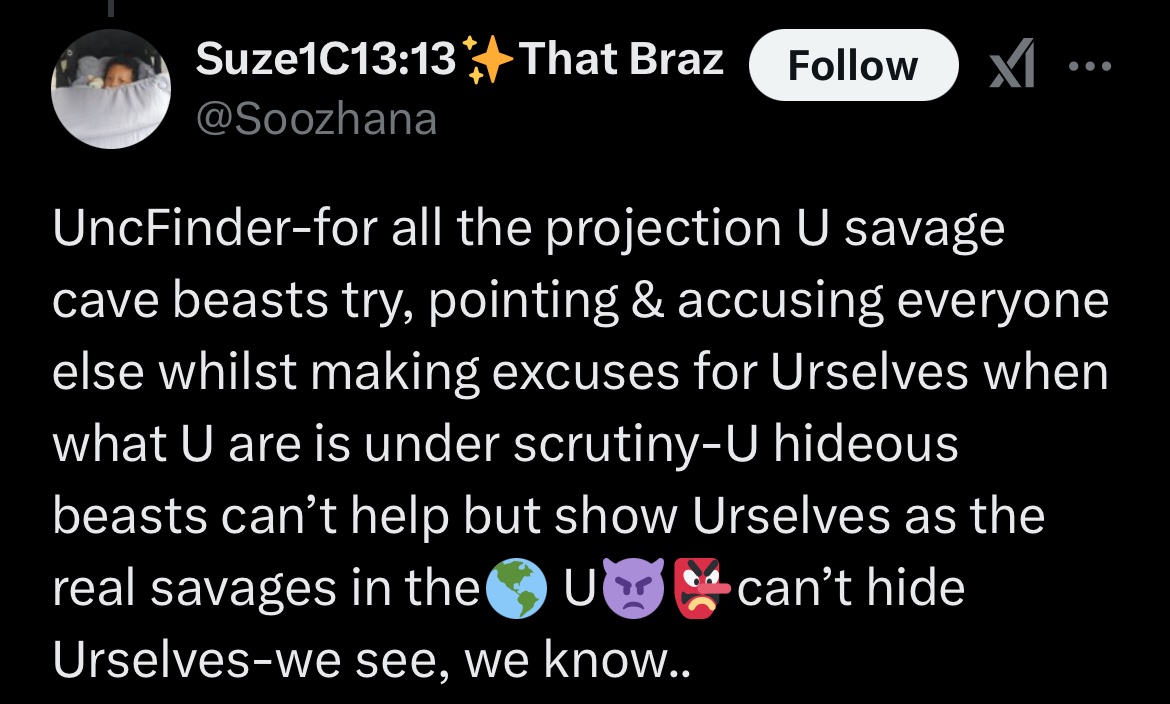 Suze1C13:13✨That Braz
Follow
@Soozhana
UncFinder-for all the projection U savage
cave beasts try, pointing & accusing everyone
else whilst making excuses for Urselves when
what U are is under scrutiny-U hideous
beasts can’t help but show Urselves as the
real savages in the🌎 U👿👺can’t hide
Urselves-we see, we know..